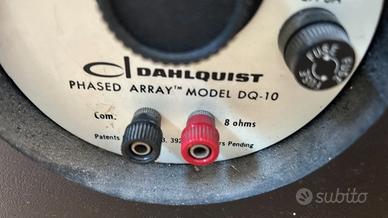 DAHLQUIST
PHASED ARRAY™ MODEL DQ-10
FUSE
Com.
8 ohms
Patents
Pending
subito